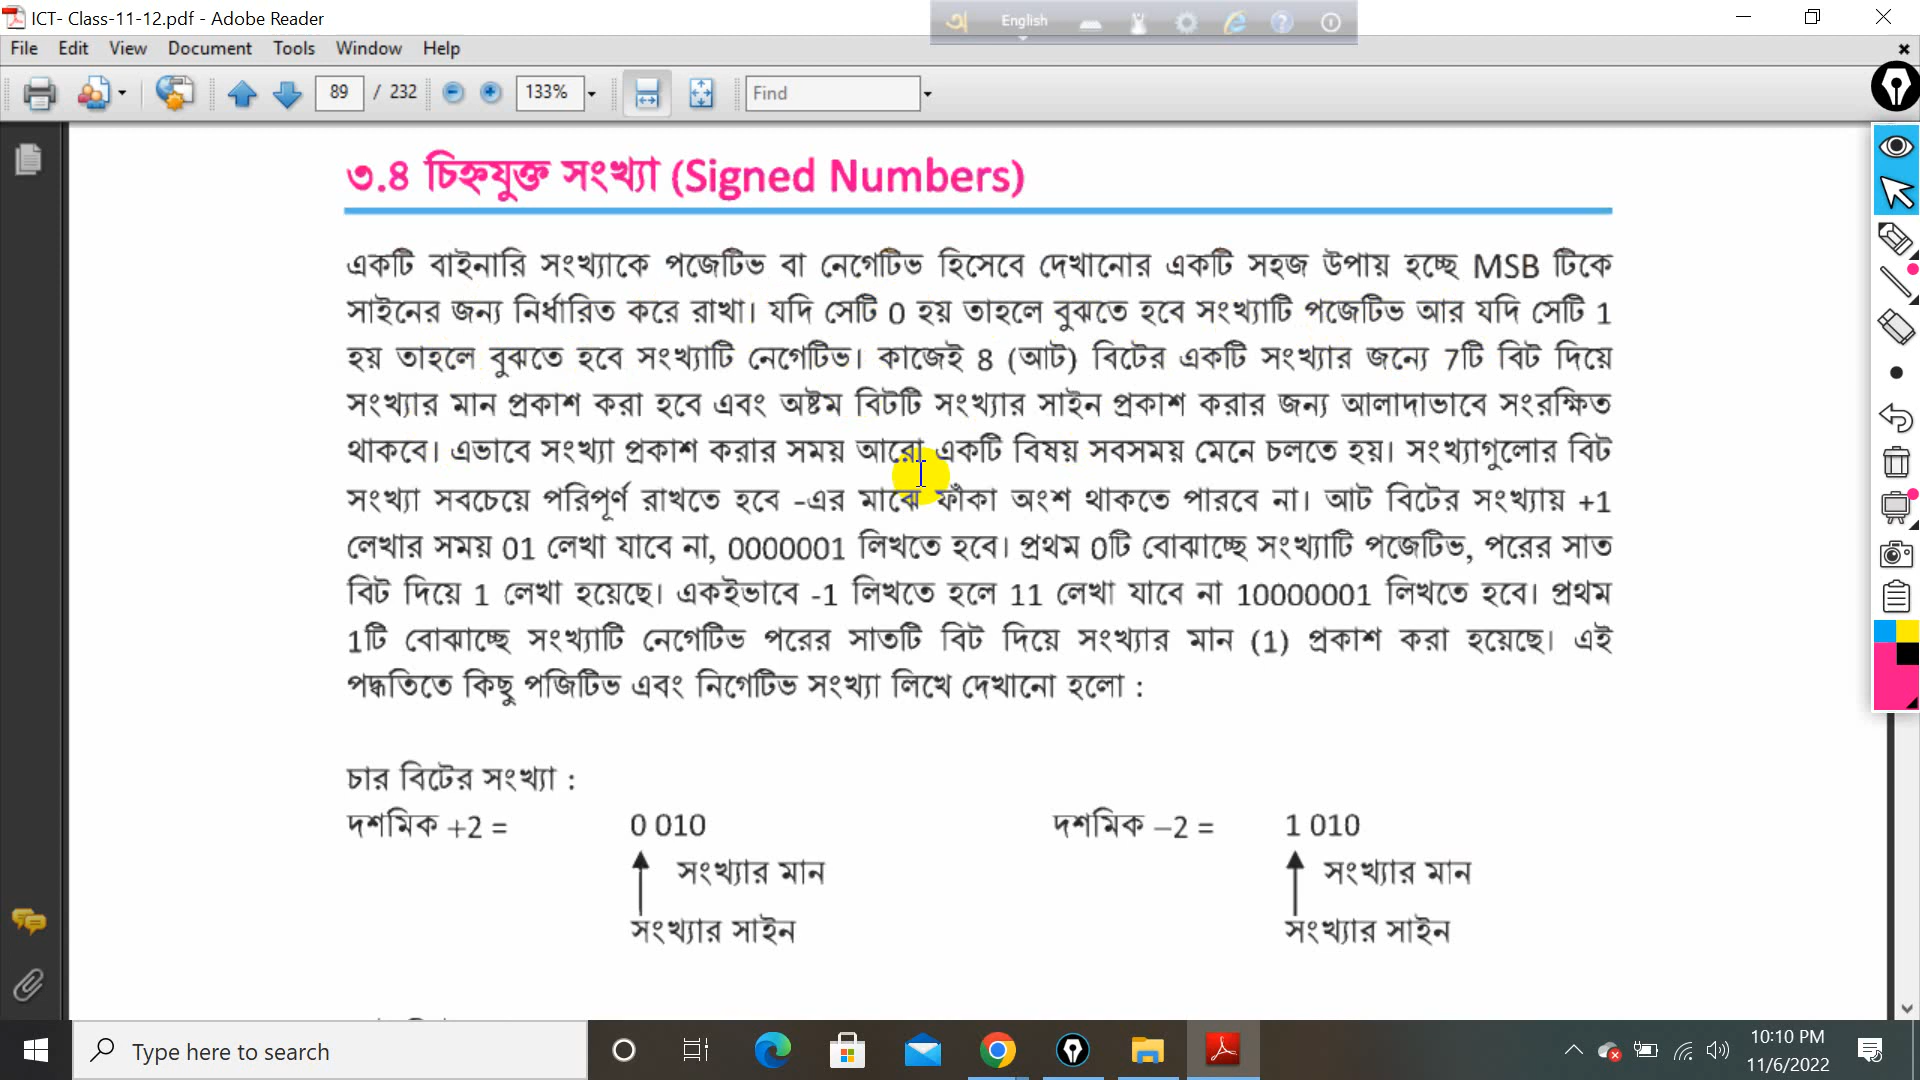 ICT- Class-11-12.pdf - Adobe Reader
English
File Edit View Document Tools Window Help
89 / 232 133% Find
৩.৪ চিহ্নযুক্ত সংখ্যা (Signed Numbers)
একটি বাইনারি সংখ্যাকে পজেটিভ বা নেগেটিভ হিসেবে দেখানোর একটি সহজ উপায় হচ্ছে MSB টিকে
সাইনের জন্য নির্ধারিত করে রাখা। যদি সেটি 0 হয় তাহলে বুঝতে হবে সংখ্যাটি পজেটিভ আর যদি সেটি 1
হয় তাহলে বুঝতে হবে সংখ্যাটি নেগেটিভ। কাজেই 8 (আট) বিটের একটি সংখ্যার জন্যে 7টি বিট দিয়ে
সংখ্যার মান প্রকাশ করা হবে এবং অষ্টম বিটটি সংখ্যার সাইন প্রকাশ করার জন্য আলাদাভাবে সংরক্ষিত
থাকবে। এভাবে সংখ্যা প্রকাশ করার সময় আরো একটি বিষয় সবসময় মেনে চলতে হয়। সংখ্যাগুলোর বিট
সংখ্যা সবচেয়ে পরিপূর্ণ রাখতে হবে -এর মাঝে ফাঁকা অংশ থাকতে পারবে না। আট বিটের সংখ্যায় +1
লেখার সময় 01 লেখা যাবে না, 0000001 লিখতে হবে। প্রথম 0টি বোঝাচ্ছে সংখ্যাটি পজেটিভ, পরের সাত
বিট দিয়ে 1 লেখা হয়েছে। একইভাবে -1 লিখতে হলে 11 লেখা যাবে না 10000001 লিখতে হবে। প্রথম
1টি বোঝাচ্ছে সংখ্যাটি নেগেটিভ পরের সাতটি বিট দিয়ে সংখ্যার মান (1) প্রকাশ করা হয়েছে। এই
পদ্ধতিতে কিছু পজিটিভ এবং নিগেটিভ সংখ্যা লিখে দেখানো হলো :
চার বিটের সংখ্যা :
দশমিক +2 = 0 010 দশমিক –2 = 1 010
সংখ্যার মান সংখ্যার মান
সংখ্যার সাইন সংখ্যার সাইন
Type here to search
10:10 PM
11/6/2022